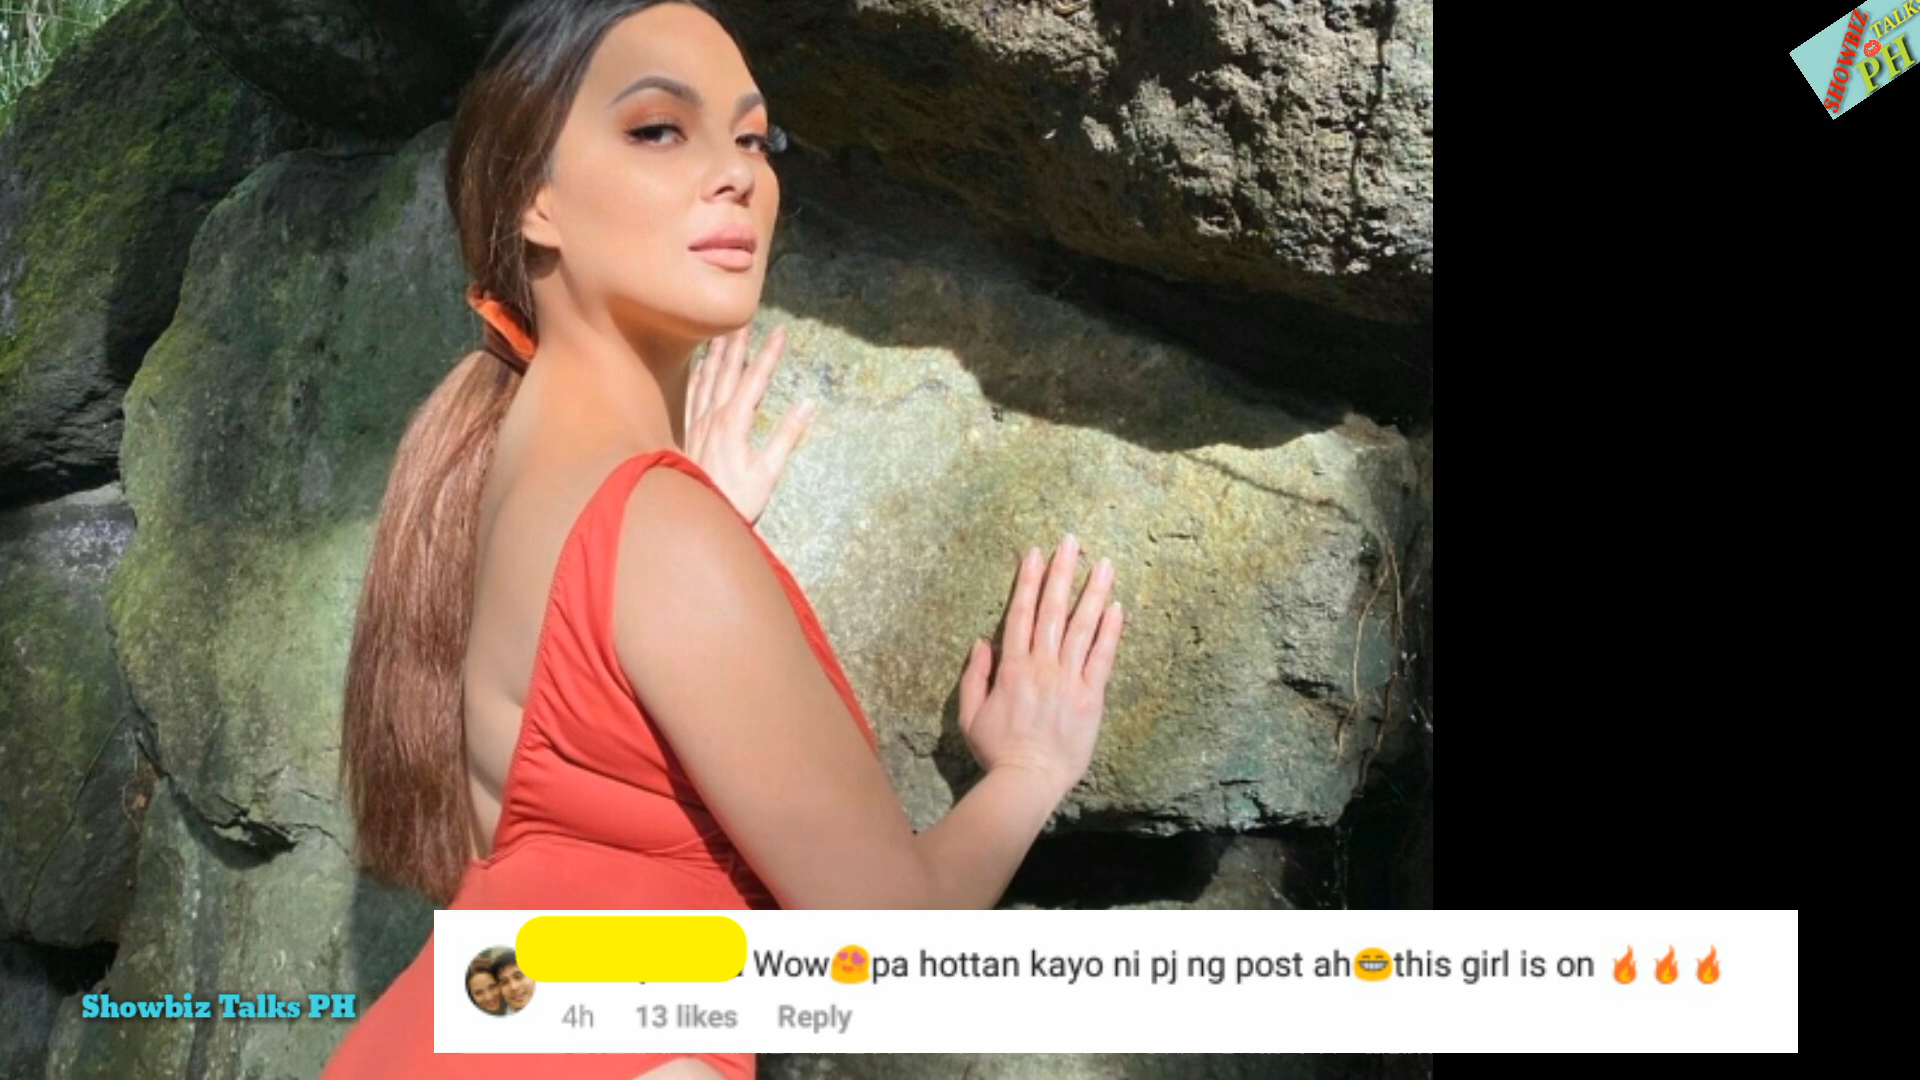 SHOWBIZ TALKS
PH
Wow😍pa hottan kayo ni pj ng post ah😁this girl is on 🔥🔥🔥
4h 13 likes Reply
Showbiz Talks PH